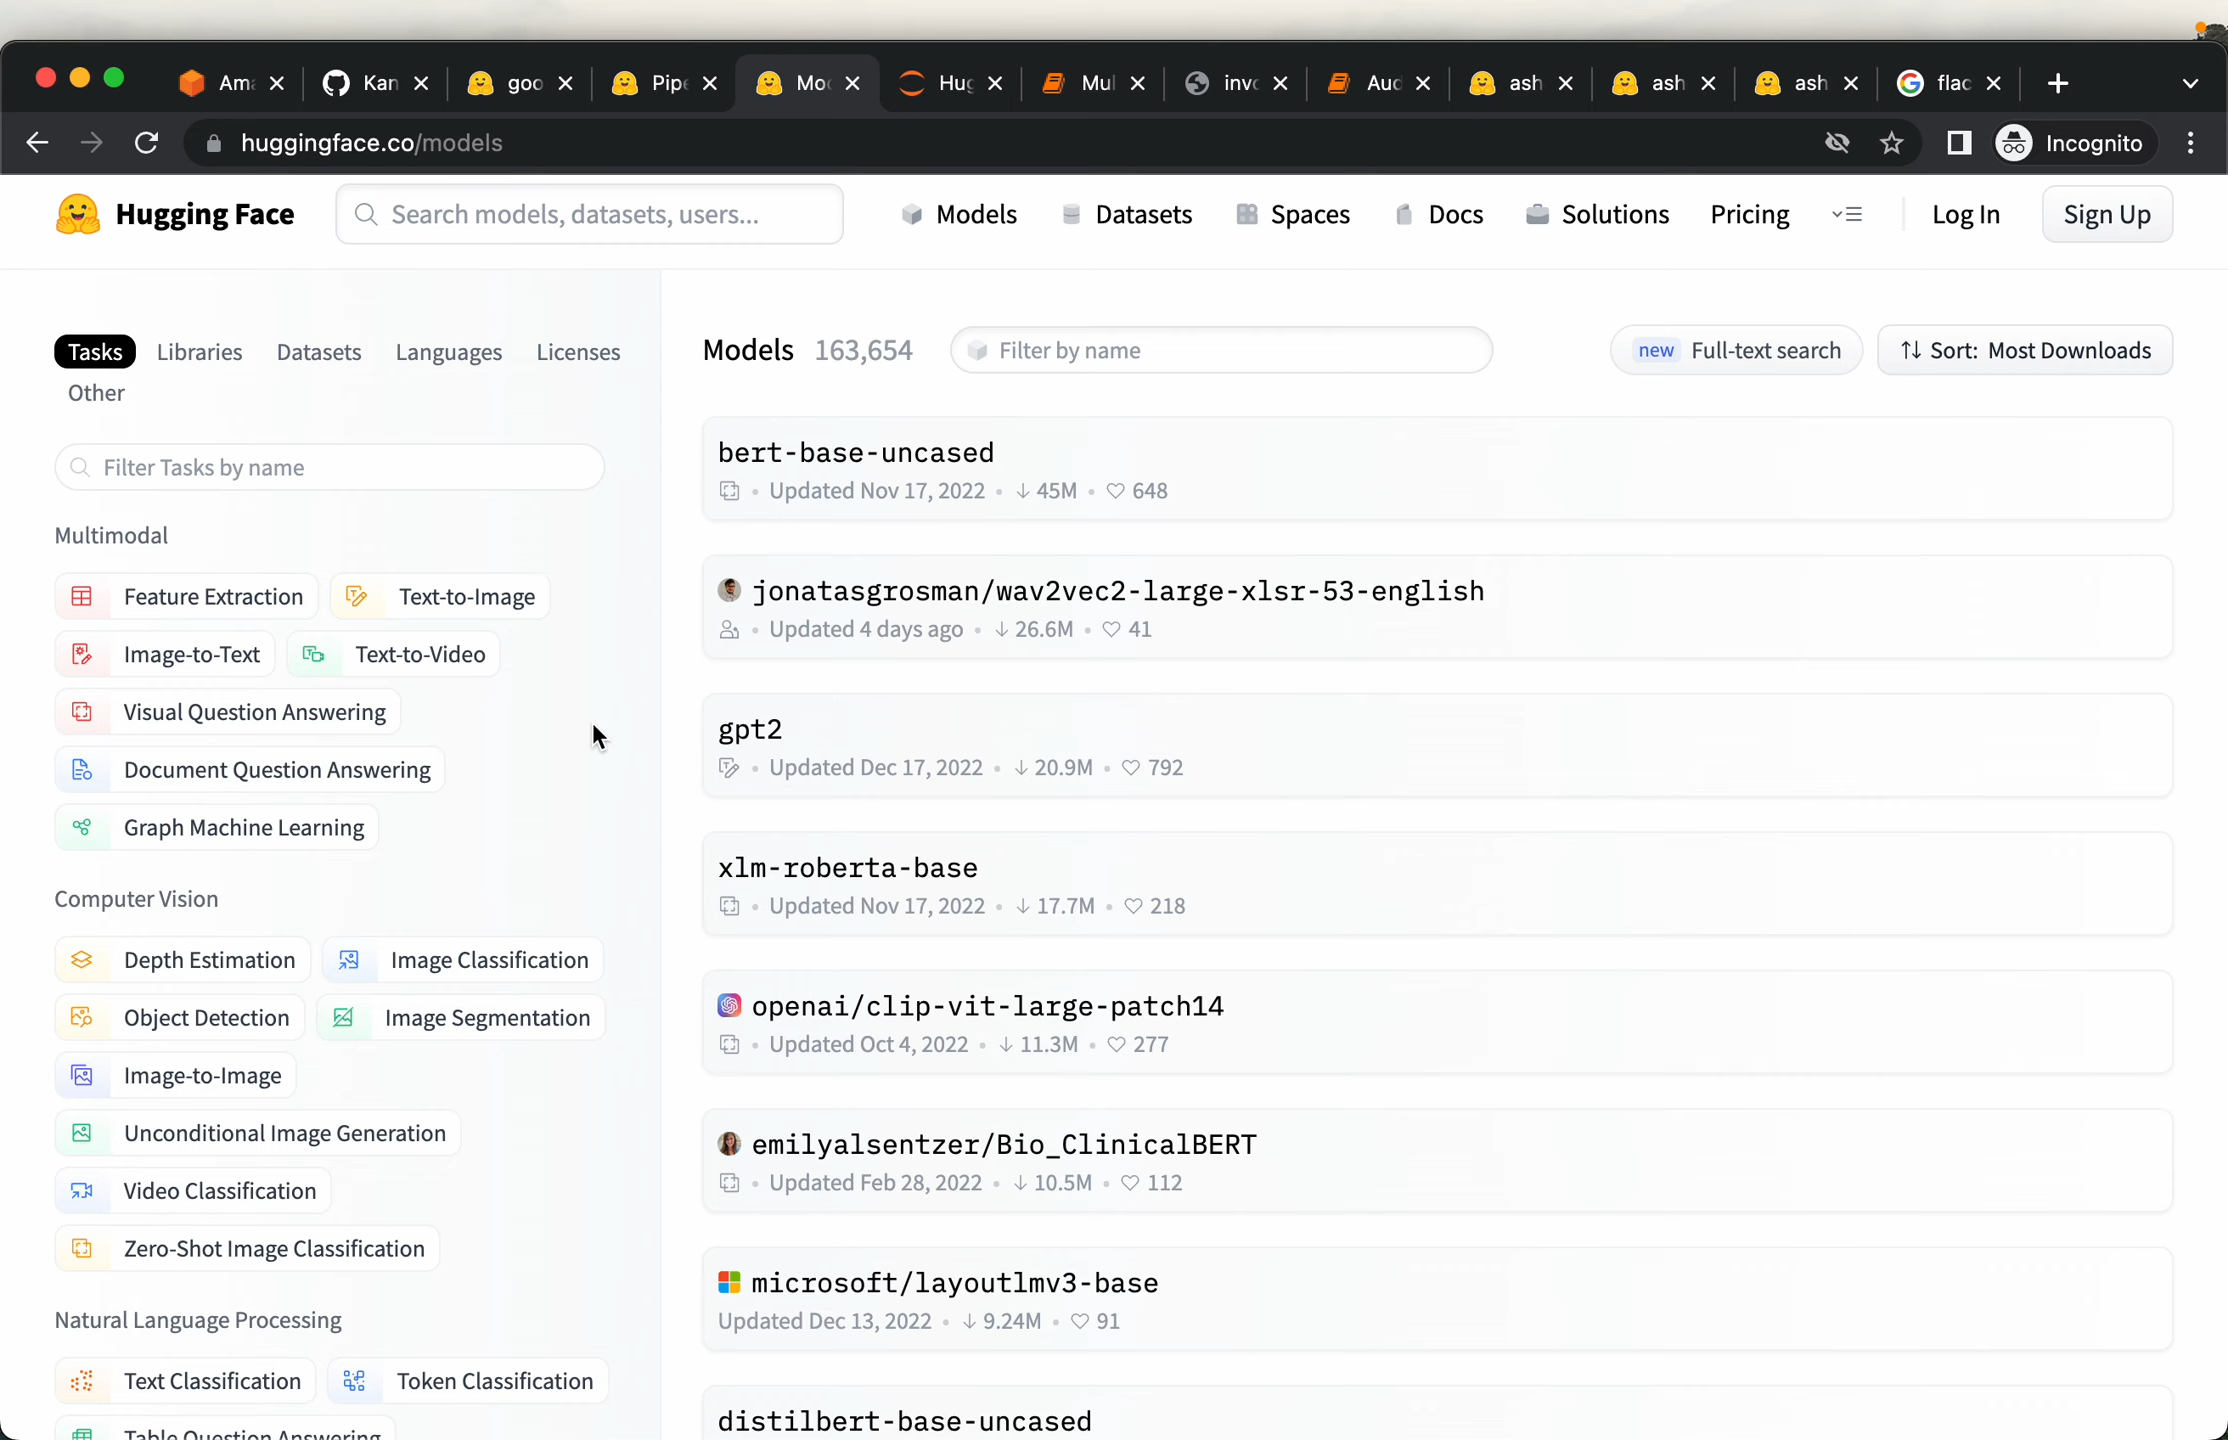 Ama
Kan
goo
Pipe
Mod
Hug
Mul
invo
Aud
ash
ash
ash
flac
huggingface.co/models
Incognito
Hugging Face
Search models, datasets, users...
Models
Datasets
Spaces
Docs
Solutions
Pricing
Log In
Sign Up
Tasks Libraries Datasets Languages Licenses
Other
Filter Tasks by name
Multimodal
Feature Extraction
Text-to-Image
Image-to-Text
Text-to-Video
Visual Question Answering
Document Question Answering
Graph Machine Learning
Computer Vision
Depth Estimation
Image Classification
Object Detection
Image Segmentation
Image-to-Image
Unconditional Image Generation
Video Classification
Zero-Shot Image Classification
Natural Language Processing
Text Classification
Token Classification
Table Question Answering
Models 163,654
Filter by name
new Full-text search
Sort: Most Downloads
bert-base-uncased
• Updated Nov 17, 2022 • ↓ 45M • ♡ 648
jonatasgrosman/wav2vec2-large-xlsr-53-english
• Updated 4 days ago • ↓ 26.6M • ♡ 41
gpt2
• Updated Dec 17, 2022 • ↓ 20.9M • ♡ 792
xlm-roberta-base
• Updated Nov 17, 2022 • ↓ 17.7M • ♡ 218
openai/clip-vit-large-patch14
• Updated Oct 4, 2022 • ↓ 11.3M • ♡ 277
emilyalsentzer/Bio_ClinicalBERT
• Updated Feb 28, 2022 • ↓ 10.5M • ♡ 112
microsoft/layoutlmv3-base
Updated Dec 13, 2022 • ↓ 9.24M • ♡ 91
distilbert-base-uncased